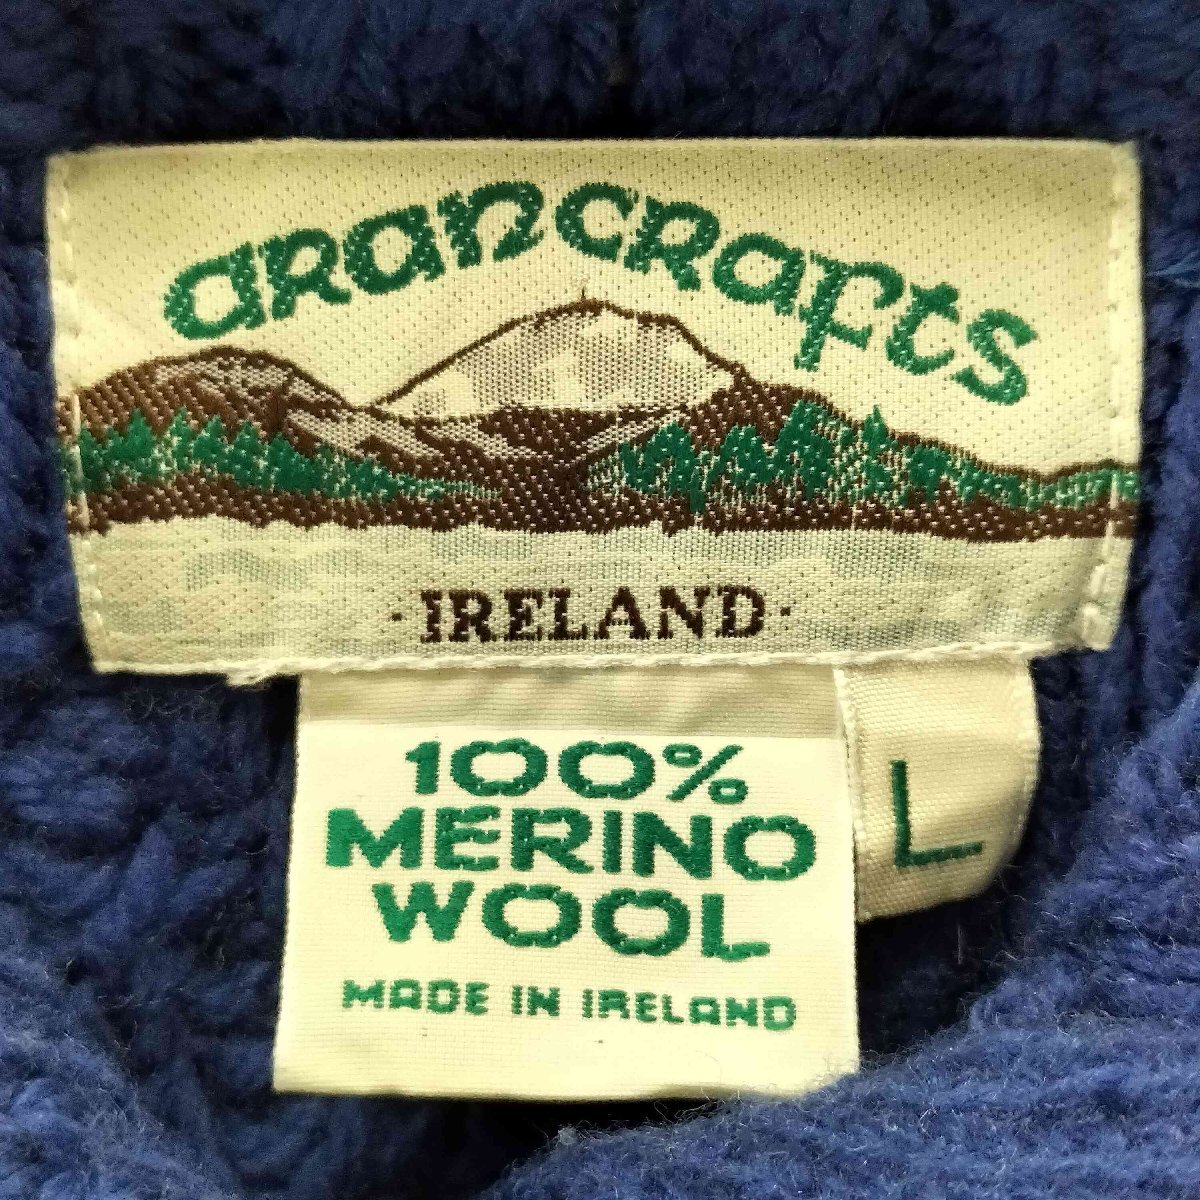 arancrafts
·IRELAND·
100%
MERINO
WOOL
MADE IN IRELAND
L